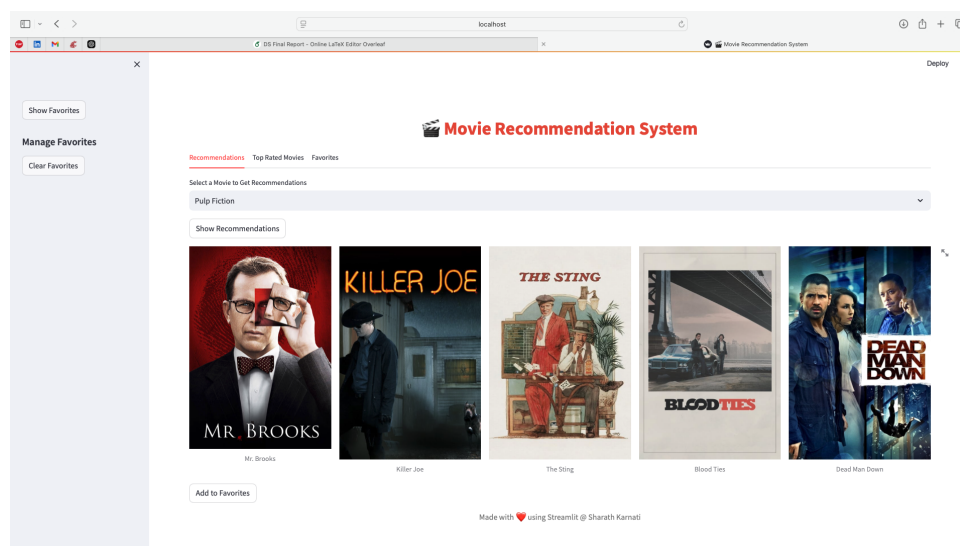 localhost
DS Final Report - Online LaTeX Editor Overleaf
Movie Recommendation System
Deploy
Show Favorites
Manage Favorites
Clear Favorites
Movie Recommendation System
Recommendations Top Rated Movies Favorites
Select a Movie to Get Recommendations
Pulp Fiction
Show Recommendations
MR. BROOKS
KILLER JOE
THE STING
BLOOD TIES
DEAD
MAN
DOWN
Mr. Brooks
Killer Joe
The Sting
Blood Ties
Dead Man Down
Add to Favorites
Made with ❤️ using Streamlit @ Sharath Karnati